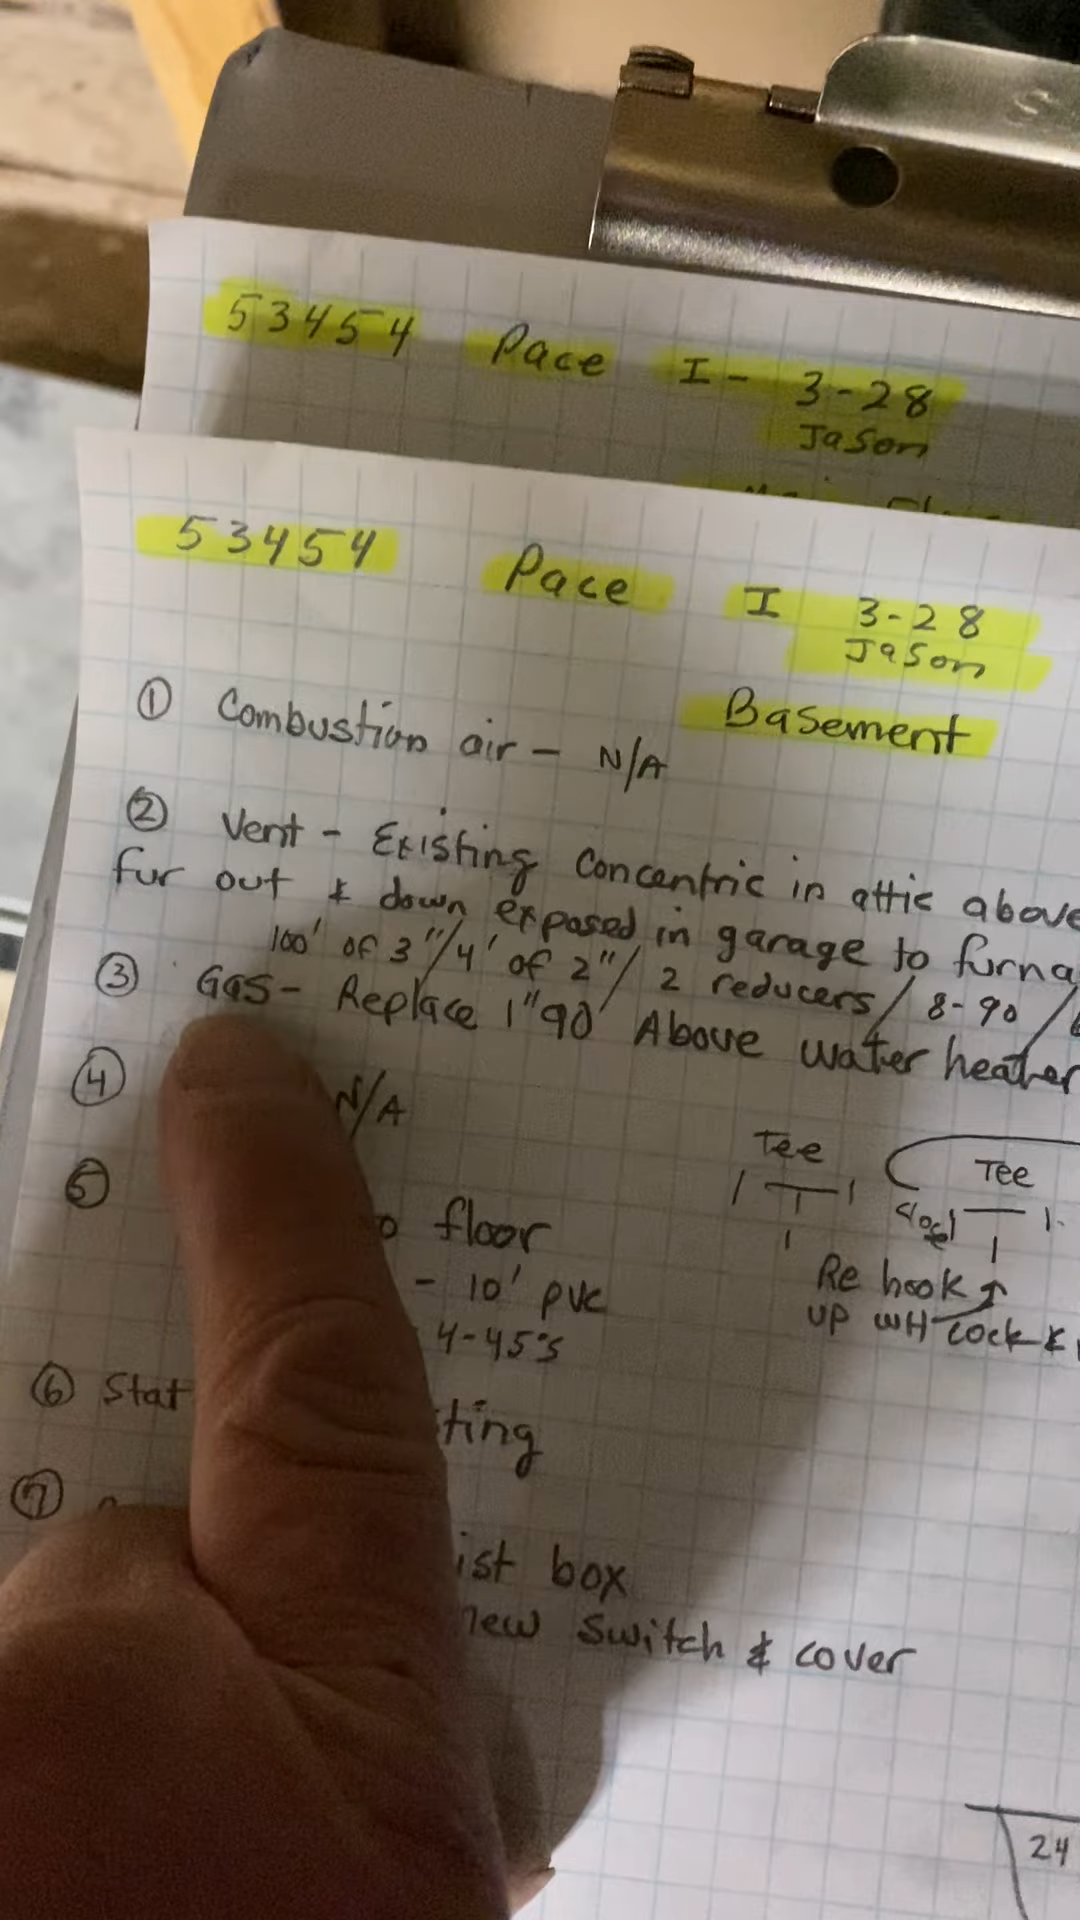 53454 Pace I- 3-28
Jason
53454 Pace I 3-28
Jason
Basement
① Combustion air - N/A
② Vent - Existing Concentric in attic above
fur out & down exposed in garage to furna
100' of 3"/4' of 2"/ 2 reducers/ 8-90 /
③ Gas - Replace 1" 90 Above water heater
④ N/A
Tee Tee
⑤ floor
close
- 10' pvc
Re hook
4-45's
up WH cock &
⑥ Stat ting
⑦
ist box
new switch & cover
24